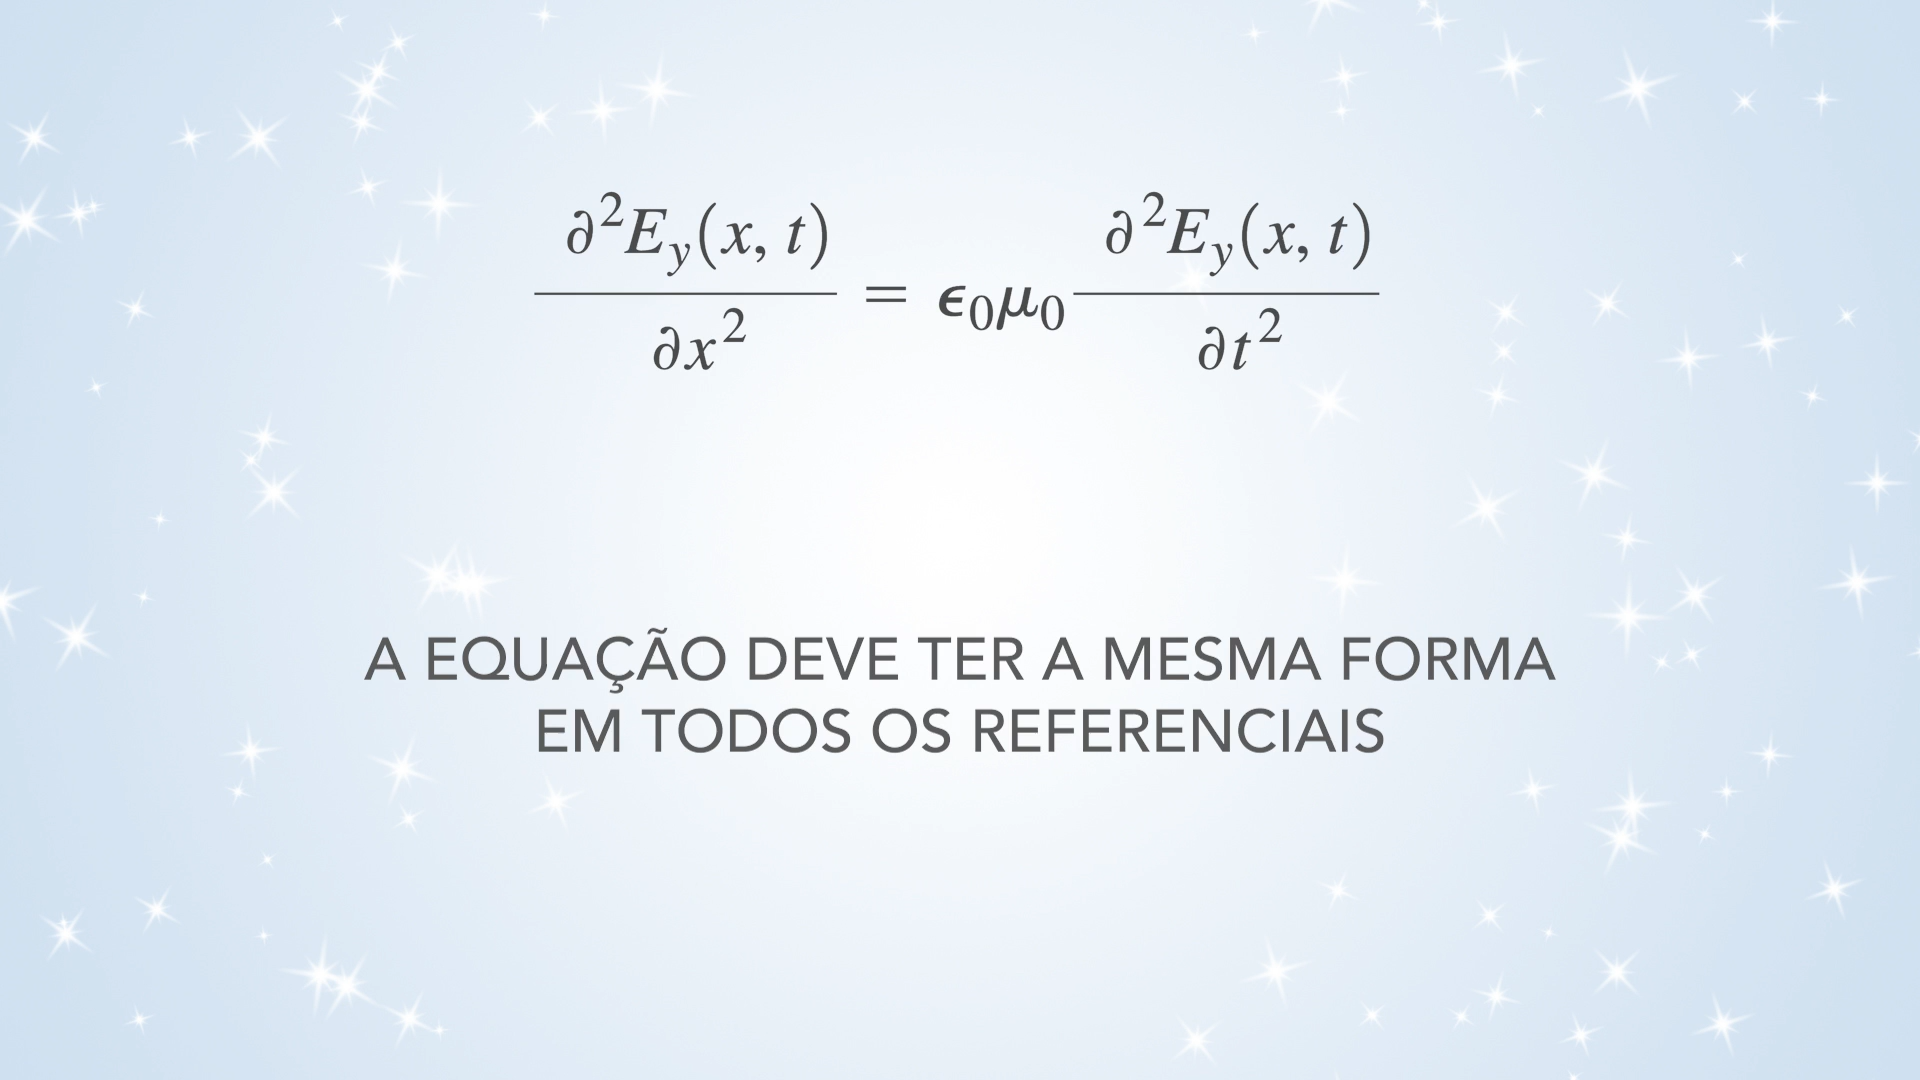 ∂²E_y(x, t) / ∂x² = ϵ₀μ₀ ∂²E_y(x, t) / ∂t²
A EQUAÇÃO DEVE TER A MESMA FORMA
EM TODOS OS REFERENCIAIS